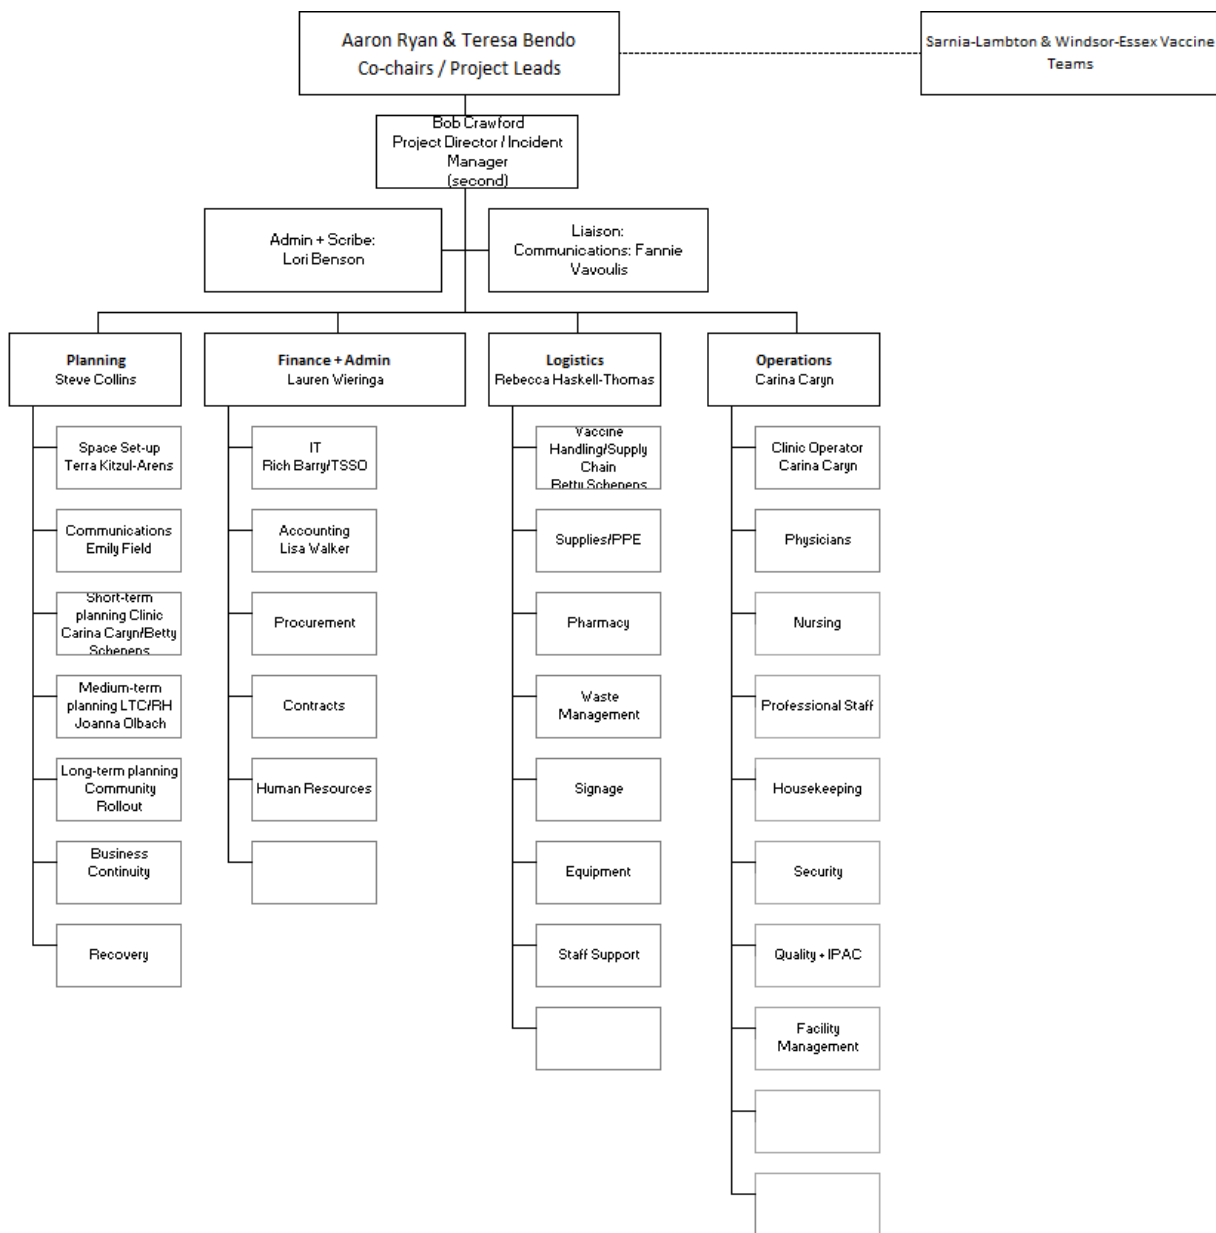 Aaron Ryan & Teresa Bendo
Co-chairs / Project Leads
Sarnia-Lambton & Windsor-Essex Vaccine
Teams
Bob Crawford
Project Director / Incident
Manager
(second)
Admin + Scribe:
Lori Benson
Liaison:
Communications: Fannie
Vavoulis
Planning
Steve Collins
Space Set-up
Terra Kitzul-Arens
Communications
Emily Field
Short-term
planning Clinic
Carina Caryn/Betty
Schepens
Medium-term
planning LTC/RH
Joanna Olbach
Long-term planning
Community
Rollout
Business
Continuity
Recovery
Finance + Admin
Lauren Wieringa
IT
Rich Barry/TSSO
Accounting
Lisa Walker
Procurement
Contracts
Human Resources
Logistics
Rebecca Haskell-Thomas
Vaccine
Handling/Supply
Chain
Betty Schepens
Supplies/PPE
Pharmacy
Waste
Management
Signage
Equipment
Staff Support
Operations
Carina Caryn
Clinic Operator
Carina Caryn
Physicians
Nursing
Professional Staff
Housekeeping
Security
Quality + IPAC
Facility
Management